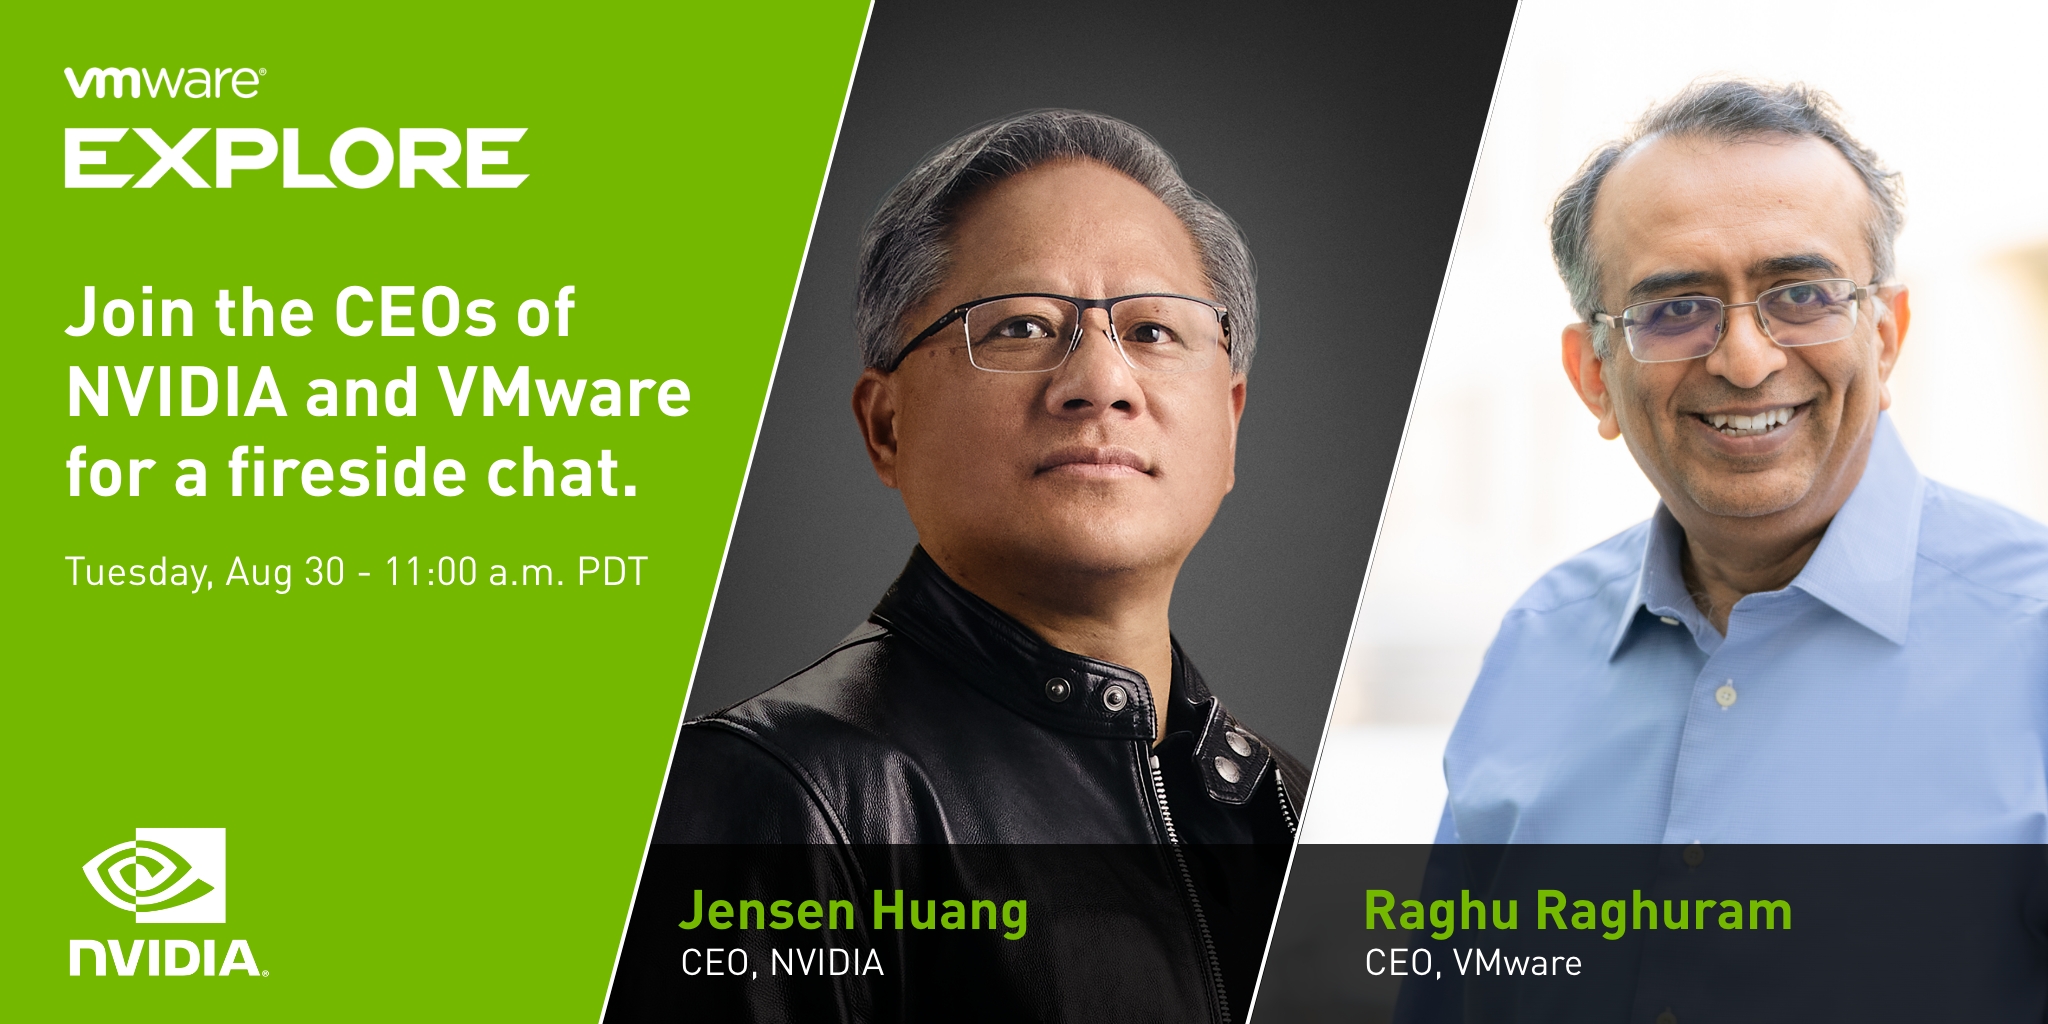 vmware®
EXPLORE
Join the CEOs of
NVIDIA and VMware
for a fireside chat.
Tuesday, Aug 30 - 11:00 a.m. PDT
NVIDIA®
Jensen Huang
CEO, NVIDIA
Raghu Raghuram
CEO, VMware